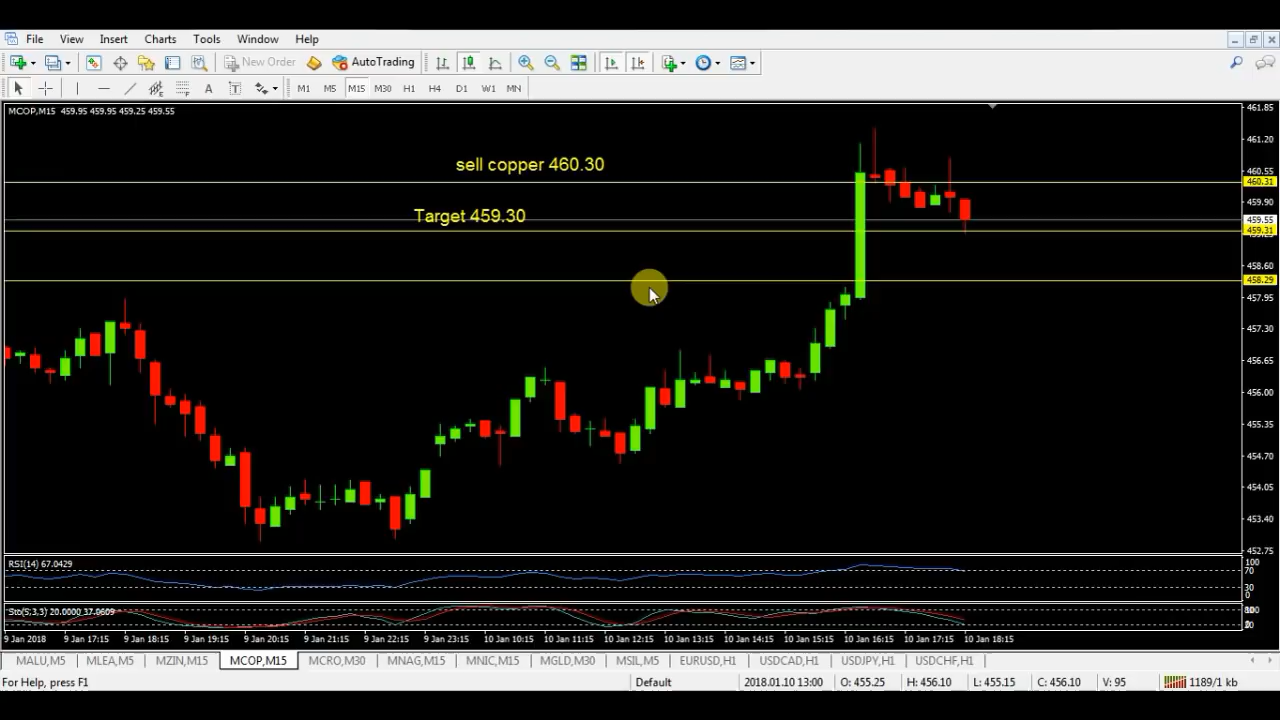 File View Insert Charts Tools Window Help
New Order AutoTrading
A T M1 M5 M15 M30 H1 H4 D1 W1 MN
MCOP,M15 459.95 459.95 459.25 459.55
461.85
461.20
sell copper 460.30
460.55
460.31
459.90
Target 459.30
459.55
459.31
458.60
458.29
457.95
457.30
456.65
456.00
455.35
454.70
454.05
453.40
452.75
RSI(14) 67.0429
100
70
30
0
Sto(5,3,3) 20.0000 37.0609
9 Jan 2018 9 Jan 17:15 9 Jan 18:15 9 Jan 19:15 9 Jan 20:15 9 Jan 21:15 9 Jan 22:15 9 Jan 23:15 10 Jan 10:15 10 Jan 11:15 10 Jan 12:15 10 Jan 13:15 10 Jan 14:15 10 Jan 15:15 10 Jan 16:15 10 Jan 17:15 10 Jan 18:15
MALU,M5 MLEA,M5 MZIN,M15 MCOP,M15 MCRO,M30 MNAG,M15 MNIC,M15 MGLD,M30 MSIL,M5 EURUSD,H1 USDCAD,H1 USDJPY,H1 USDCHF,H1
For Help, press F1 Default 2018.01.10 13:00 O: 455.25 H: 456.10 L: 455.15 C: 456.10 V: 95 1189/1 kb